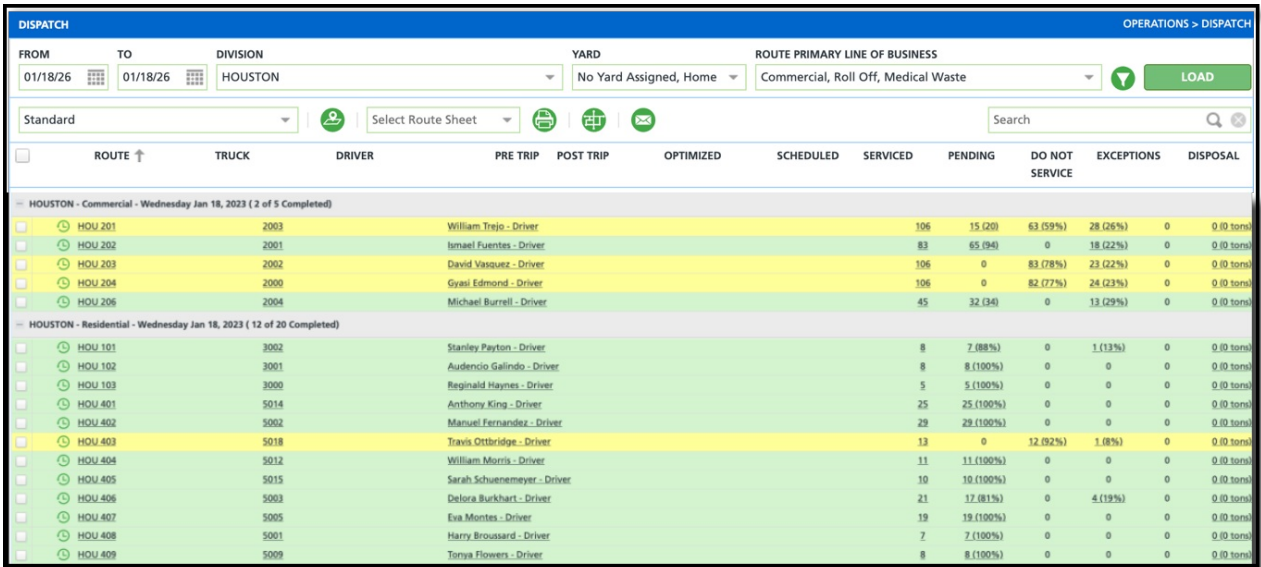 DISPATCH OPERATIONS > DISPATCH
FROM TO DIVISION YARD ROUTE PRIMARY LINE OF BUSINESS
01/18/26 01/18/26 HOUSTON No Yard Assigned, Home Commercial, Roll Off, Medical Waste LOAD
Standard Select Route Sheet Search
ROUTE TRUCK DRIVER PRE TRIP POST TRIP OPTIMIZED SCHEDULED SERVICED PENDING DO NOT SERVICE EXCEPTIONS DISPOSAL
HOUSTON - Commercial - Wednesday Jan 18, 2023 ( 2 of 5 Completed)
HOU 201 2003 William Trejo - Driver 106 15 (20) 63 (59%) 28 (26%) 0 0 (0 tons)
HOU 202 2001 Ismael Fuentes - Driver 83 65 (94) 0 18 (22%) 0 0 (0 tons)
HOU 203 2002 David Vasquez - Driver 106 0 83 (78%) 23 (22%) 0 0 (0 tons)
HOU 204 2000 Gyasi Edmond - Driver 106 0 82 (77%) 24 (23%) 0 0 (0 tons)
HOU 206 2004 Michael Burrell - Driver 45 32 (34) 0 13 (29%) 0 0 (0 tons)
HOUSTON - Residential - Wednesday Jan 18, 2023 ( 12 of 20 Completed)
HOU 101 3002 Stanley Payton - Driver 8 7 (88%) 0 1 (13%) 0 0 (0 tons)
HOU 102 3001 Audencio Galindo - Driver 8 8 (100%) 0 0 0 0 (0 tons)
HOU 103 3000 Reginald Haynes - Driver 5 5 (100%) 0 0 0 0 (0 tons)
HOU 401 5014 Anthony King - Driver 25 25 (100%) 0 0 0 0 (0 tons)
HOU 402 5002 Manuel Fernandez - Driver 29 29 (100%) 0 0 0 0 (0 tons)
HOU 403 5018 Travis Ottbridge - Driver 13 0 12 (92%) 1 (8%) 0 0 (0 tons)
HOU 404 5012 William Morris - Driver 11 11 (100%) 0 0 0 0 (0 tons)
HOU 405 5015 Sarah Schuenemeyer - Driver 10 10 (100%) 0 0 0 0 (0 tons)
HOU 406 5003 Delora Burkhart - Driver 21 17 (81%) 0 4 (19%) 0 0 (0 tons)
HOU 407 5005 Eva Montes - Driver 19 19 (100%) 0 0 0 0 (0 tons)
HOU 408 5001 Harry Broussard - Driver 7 7 (100%) 0 0 0 0 (0 tons)
HOU 409 5009 Tonya Flowers - Driver 8 8 (100%) 0 0 0 0 (0 tons)